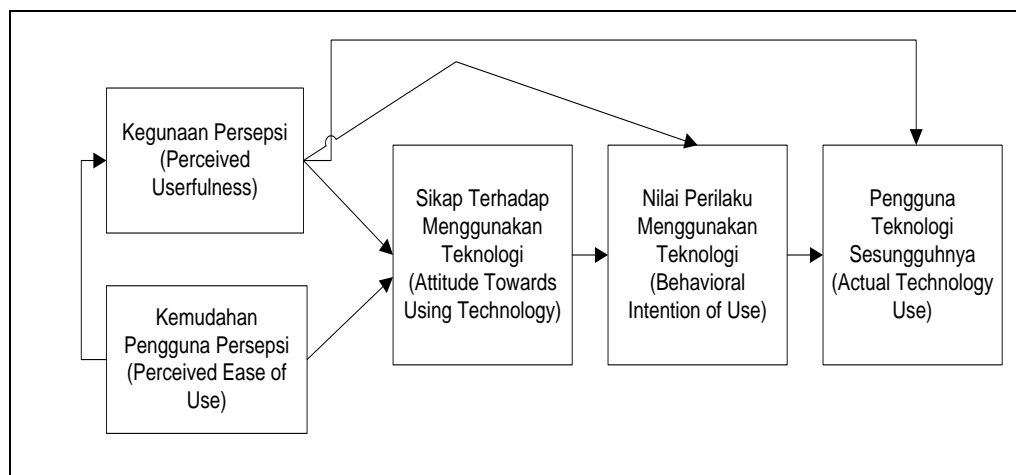 Kegunaan Persepsi
(Perceived
Userfulness)
Kemudahan
Pengguna Persepsi
(Perceived Ease of
Use)
Sikap Terhadap
Menggunakan
Teknologi
(Attitude Towards
Using Technology)
Nilai Perilaku
Menggunakan
Teknologi
(Behavioral
Intention of Use)
Pengguna
Teknologi
Sesungguhnya
(Actual Technology
Use)